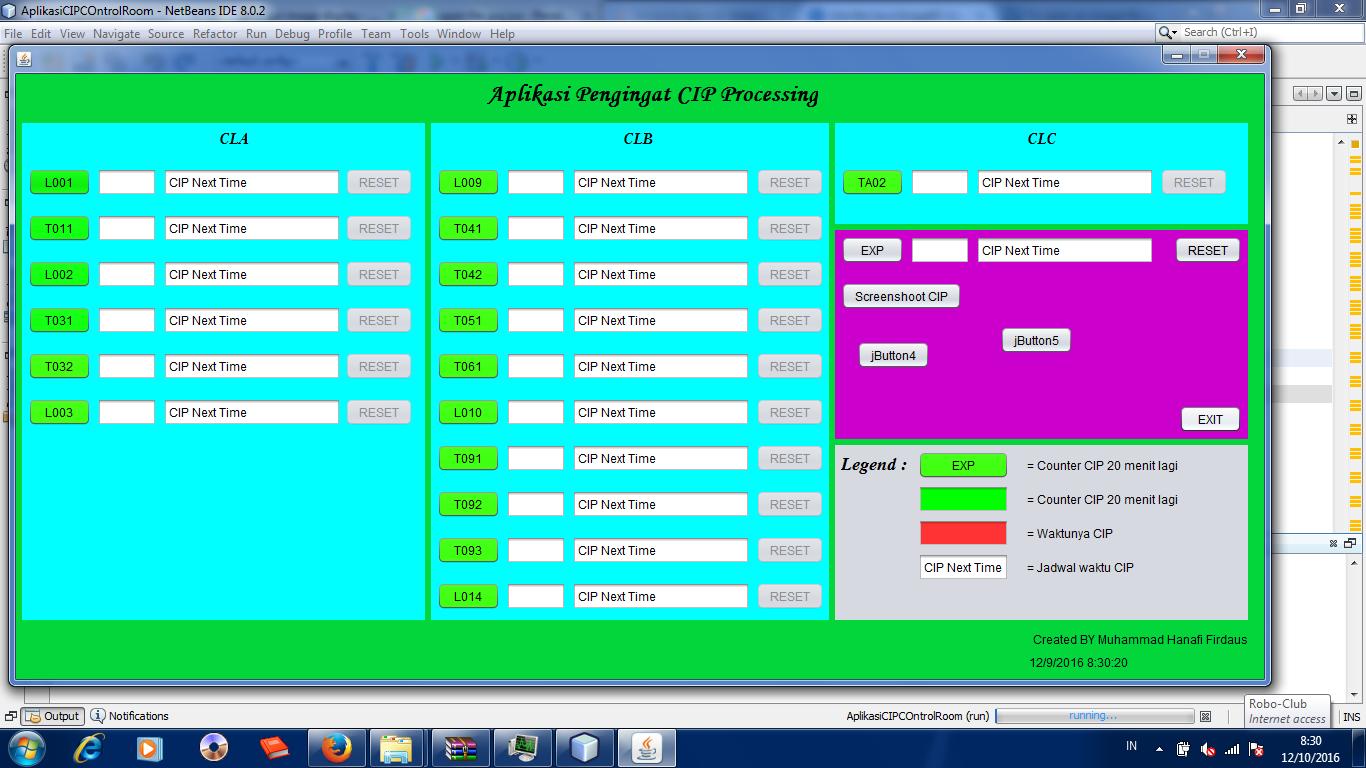 AplikasiCIPCOntrolRoom - NetBeans IDE 8.0.2
File Edit View Navigate Source Refactor Run Debug Profile Team Tools Window Help
Search (Ctrl+I)
Aplikasi Pengingat CIP Processing
CLA
L001 CIP Next Time RESET
T011 CIP Next Time RESET
L002 CIP Next Time RESET
T031 CIP Next Time RESET
T032 CIP Next Time RESET
L003 CIP Next Time RESET
CLB
L009 CIP Next Time RESET
T041 CIP Next Time RESET
T042 CIP Next Time RESET
T051 CIP Next Time RESET
T061 CIP Next Time RESET
L010 CIP Next Time RESET
T091 CIP Next Time RESET
T092 CIP Next Time RESET
T093 CIP Next Time RESET
L014 CIP Next Time RESET
CLC
TA02 CIP Next Time RESET
EXP CIP Next Time RESET
Screenshoot CIP
jButton4
jButton5
EXIT
Legend : EXP = Counter CIP 20 menit lagi
= Counter CIP 20 menit lagi
= Waktunya CIP
CIP Next Time = Jadwal waktu CIP
Created BY Muhammad Hanafi Firdaus
12/9/2016 8:30:20
Output Notifications
AplikasiCIPCOntrolRoom (run) running...
INS
Robo-Club
Internet access
IN
8:30
12/10/2016